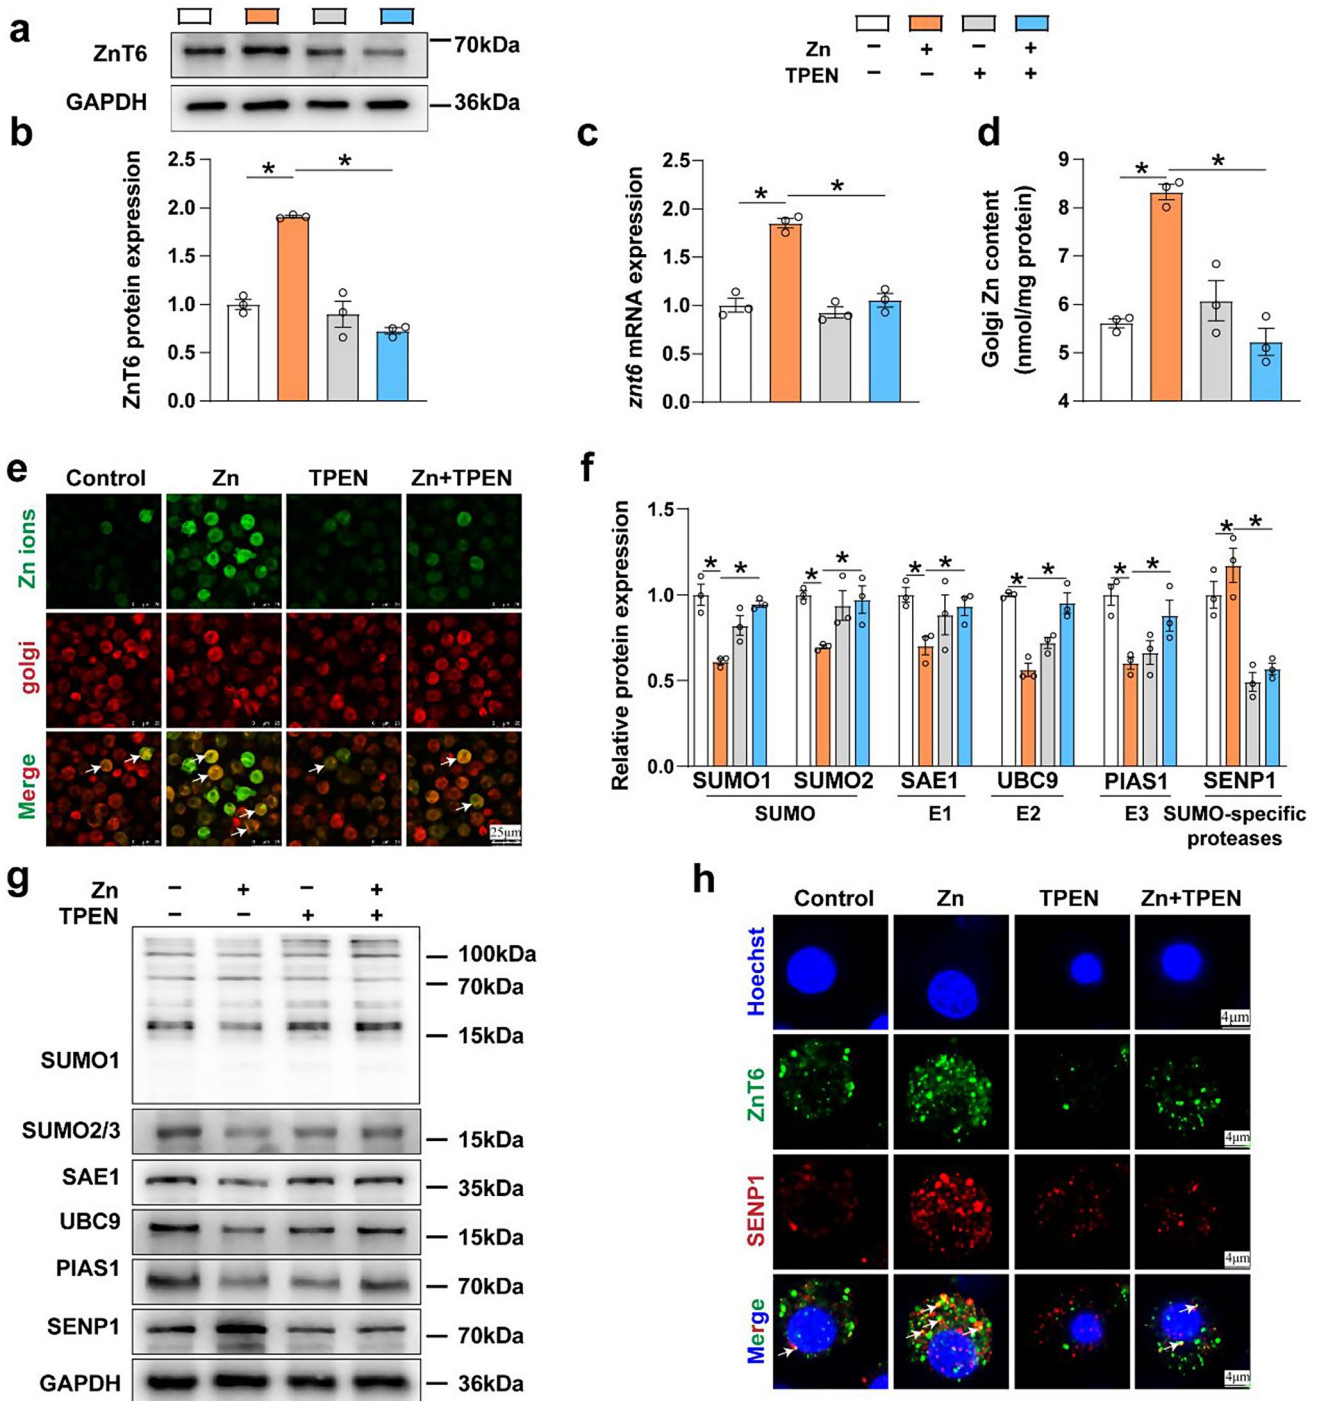 a
ZnT6
70kDa
GAPDH
36kDa
Zn − + − +
TPEN − − + +
b
ZnT6 protein expression
2.5
2.0
1.5
1.0
0.5
0.0
* *
c
znt6 mRNA expression
2.5
2.0
1.5
1.0
0.5
0.0
* *
d
Golgi Zn content
(nmol/mg protein)
9
8
7
6
5
4
* *
e
Control Zn TPEN Zn+TPEN
Zn ions
golgi
Merge
25μm
f
Relative protein expression
1.5
1.0
0.5
0.0
* * * * * * * * * * * *
SUMO1 SUMO2 SAE1 UBC9 PIAS1 SENP1
SUMO E1 E2 E3 SUMO-specific
proteases
g
Zn − + − +
TPEN − − + +
100kDa
70kDa
15kDa
SUMO1
SUMO2/3
15kDa
SAE1
35kDa
UBC9
15kDa
PIAS1
70kDa
SENP1
70kDa
GAPDH
36kDa
h
Control Zn TPEN Zn+TPEN
Hoechst
4μm
ZnT6
4μm
SENP1
4μm
Merge
4μm